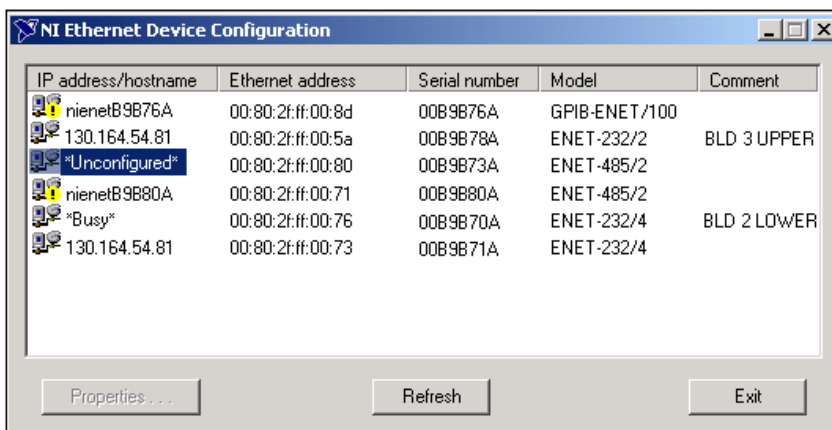 NI Ethernet Device Configuration
IP address/hostname Ethernet address Serial number Model Comment
nienetB9B76A 00:80:2f:ff:00:8d 00B9B76A GPIB-ENET/100
130.164.54.81 00:80:2f:ff:00:5a 00B9B78A ENET-232/2 BLD 3 UPPER
*Unconfigured* 00:80:2f:ff:00:80 00B9B73A ENET-485/2
nienetB9B80A 00:80:2f:ff:00:71 00B9B80A ENET-485/2
*Busy* 00:80:2f:ff:00:76 00B9B70A ENET-232/4 BLD 2 LOWER
130.164.54.81 00:80:2f:ff:00:73 00B9B71A ENET-232/4
Properties . . . Refresh Exit